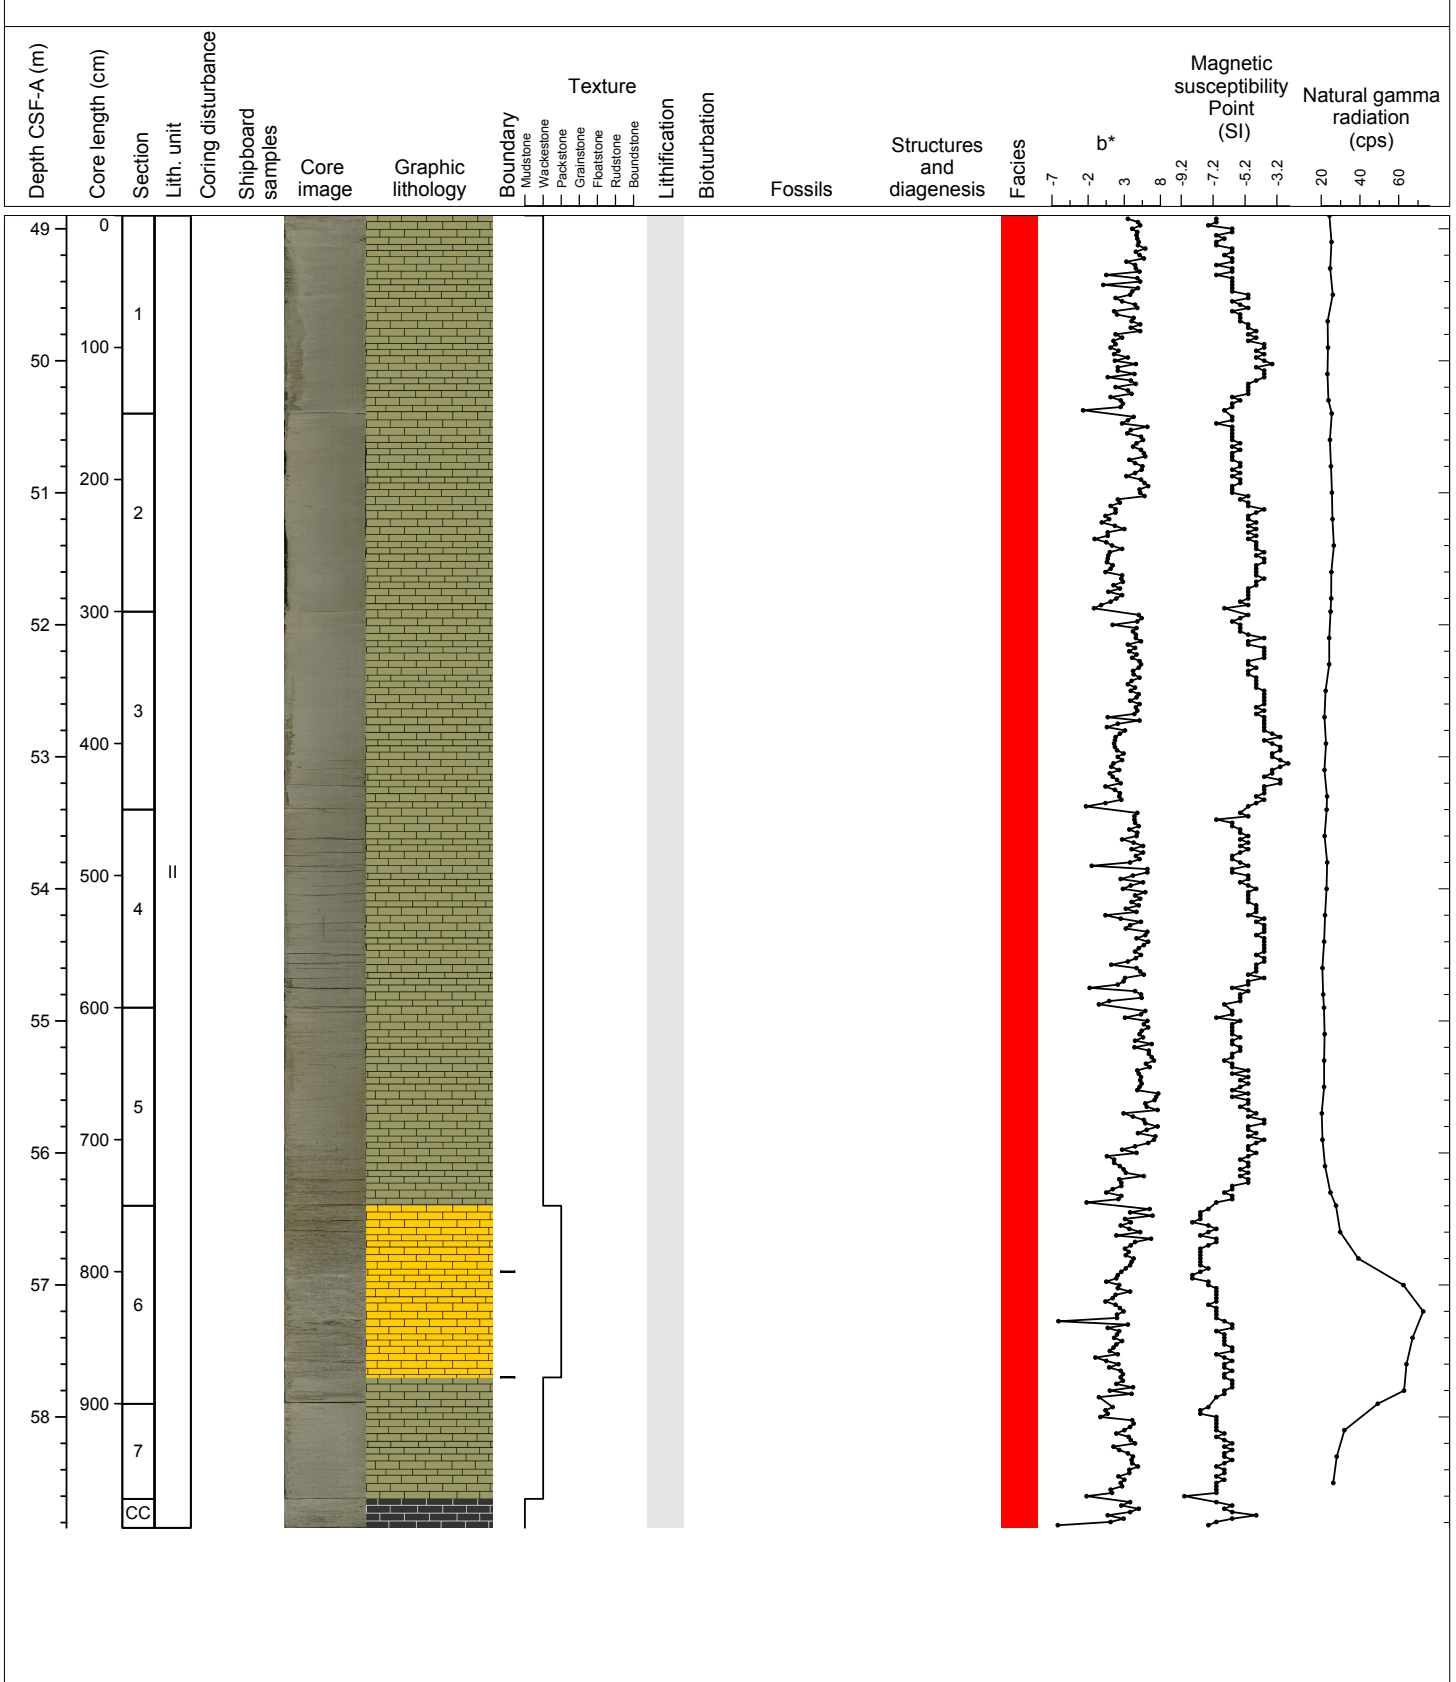 Depth CSF-A (m)
Core length (cm)
Section
Lith. unit
Coring disturbance
Shipboard
samples
Core
image
Graphic
lithology
Boundary
Texture
Mudstone
Wackestone
Packstone
Grainstone
Floatstone
Rudstone
Boundstone
Lithification
Bioturbation
Fossils
Structures
and
diagenesis
Facies
b*
-7 -2 3 8
Magnetic
susceptibility
Point
(SI)
-9.2 -7.2 -5.2 -3.2
Natural gamma
radiation
(cps)
20 40 60
49
50
51
52
53
54
55
56
57
58
0
100
200
300
400
500
600
700
800
900
1
2
3
4
5
6
7
CC
II